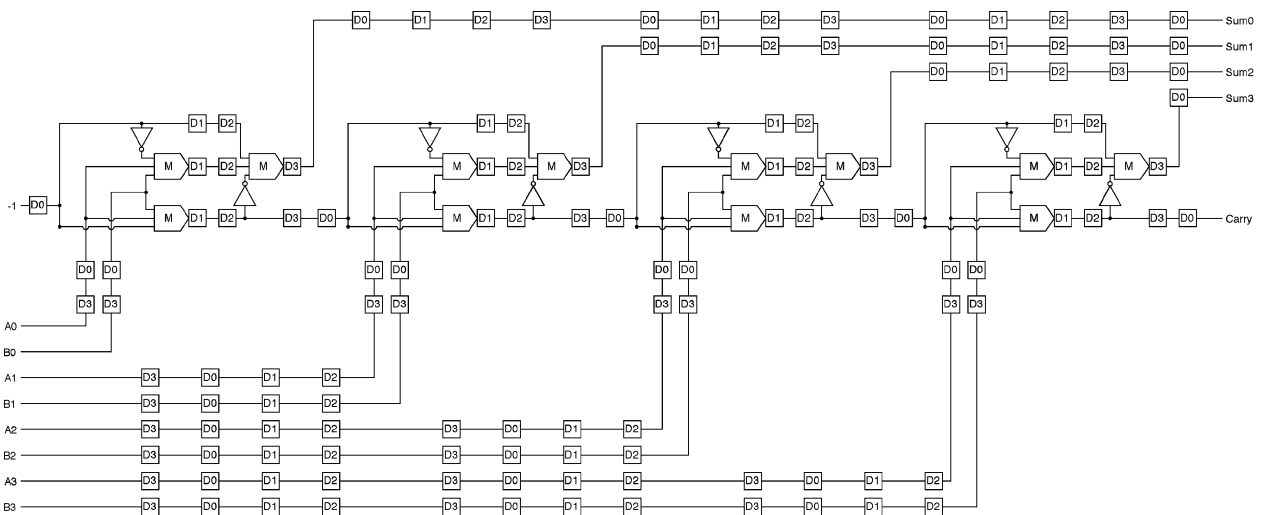 D0 D1 D2 D3 D0 D1 D2 D3 D0 D1 D2 D3 D0 Sum0
D0 D1 D2 D3 D0 D1 D2 D3 D0 Sum1
D0 D1 D2 D3 D0 Sum2
D0 Sum3
D1 D2 D1 D2 D1 D2 D1 D2
M D1 D2 M D3 M D1 D2 M D3 M D1 D2 M D3 M D1 D2 M D3
-1 D0
M D1 D2 D3 D0 M D1 D2 D3 D0 M D1 D2 D3 D0 M D1 D2 D3 D0 Carry
D0 D0 D0 D0 D0 D0 D0 D0
D3 D3 D3 D3 D3 D3 D3 D3
A0
B0
A1 D3 D0 D1 D2
B1 D3 D0 D1 D2
A2 D3 D0 D1 D2 D3 D0 D1 D2
B2 D3 D0 D1 D2 D3 D0 D1 D2
A3 D3 D0 D1 D2 D3 D0 D1 D2 D3 D0 D1 D2
B3 D3 D0 D1 D2 D3 D0 D1 D2 D3 D0 D1 D2